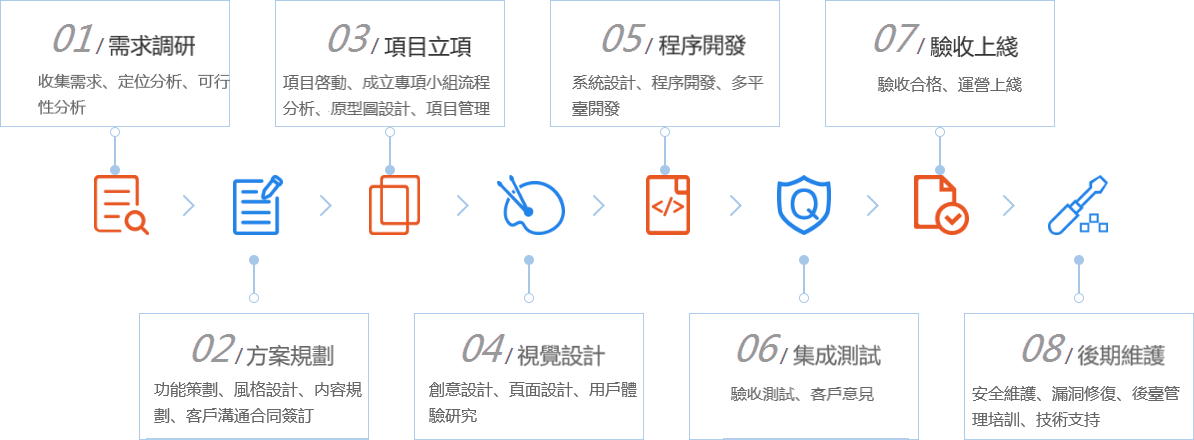 01/需求調研
收集需求、定位分析、可行
性分析
03/項目立項
項目啓動、成立專項小組流程
分析、原型圖設計、項目管理
05/程序開發
系統設計、程序開發、多平
臺開發
07/驗收上綫
驗收合格、運營上綫
</>
Q
02/方案規劃
功能策劃、風格設計、内容規
劃、客戶溝通合同簽訂
04/視覺設計
創意設計、頁面設計、用戶體
驗研究
06/集成測試
驗收測試、客戶意見
08/後期維護
安全維護、漏洞修復、後臺管
理培訓、技術支持